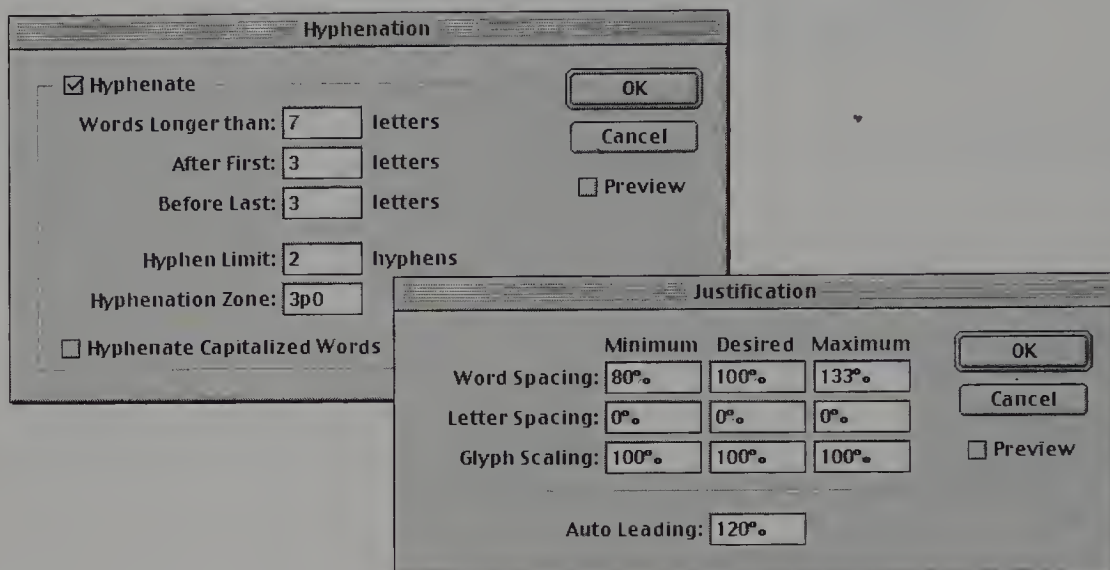 Hyphenation
Hyphenate
OK
Words Longer than: 7 letters
Cancel
After First: 3 letters
Preview
Before Last: 3 letters
Hyphen Limit: 2 hyphens
Hyphenation Zone: 3p0
Hyphenate Capitalized Words
Justification
Minimum Desired Maximum
OK
Word Spacing: 80% 100% 133%
Cancel
Letter Spacing: 0% 0% 0%
Glyph Scaling: 100% 100% 100%
Preview
Auto Leading: 120%